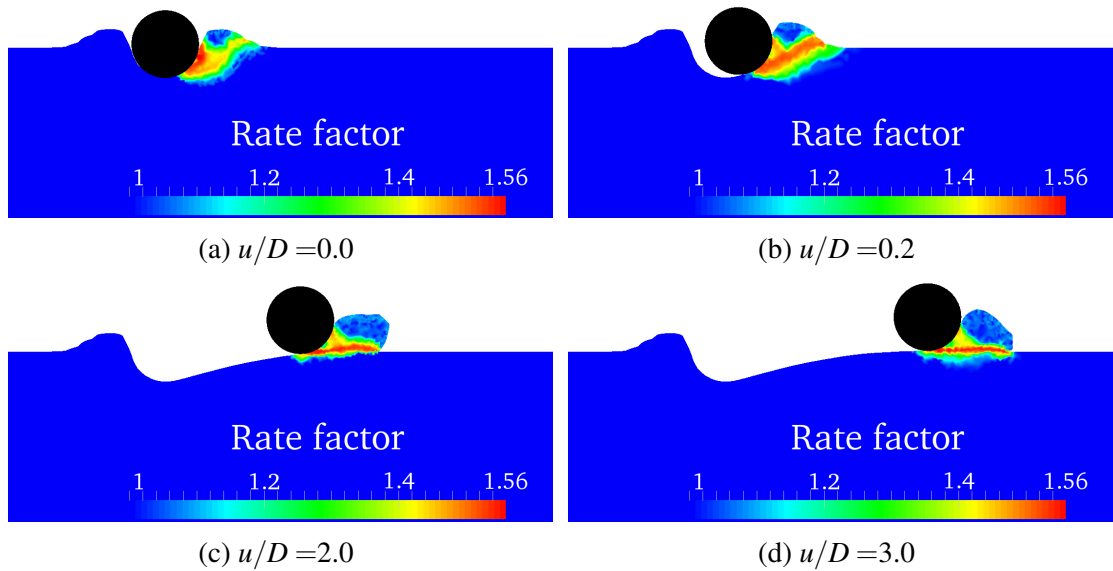 Rate factor
1 1.2 1.4 1.56
(a) u/D =0.0
Rate factor
1 1.2 1.4 1.56
(b) u/D =0.2
Rate factor
1 1.2 1.4 1.56
(c) u/D =2.0
Rate factor
1 1.2 1.4 1.56
(d) u/D =3.0